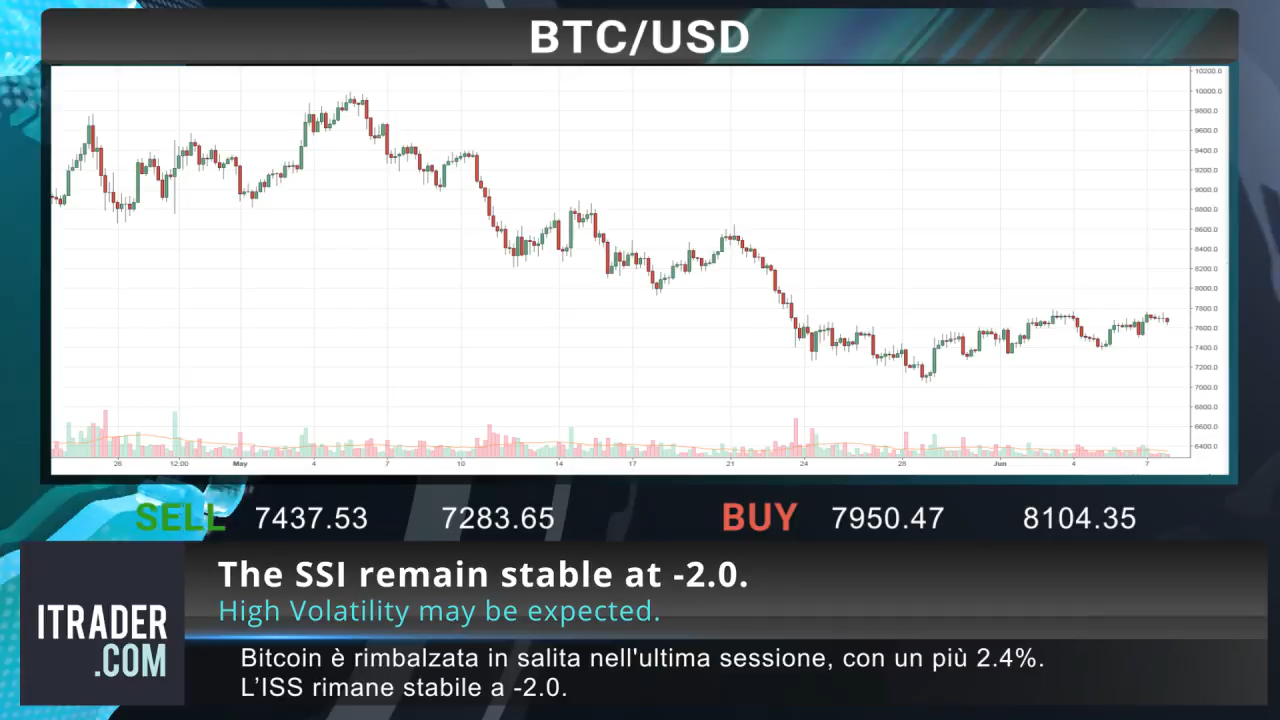 BTC/USD
10200.0
10000.0
9800.0
9600.0
9400.0
9200.0
9000.0
8800.0
8600.0
8400.0
8200.0
8000.0
7800.0
7600.0
7400.0
7200.0
7000.0
6800.0
6600.0
6400.0
26 12:00 May 4 7 10 14 17 21 24 28 Jun 4 7
SELL 7437.53 7283.65 BUY 7950.47 8104.35
The SSI remain stable at -2.0.
High Volatility may be expected.
ITRADER
.COM
Bitcoin è rimbalzata in salita nell'ultima sessione, con un più 2.4%.
L’ISS rimane stabile a -2.0.